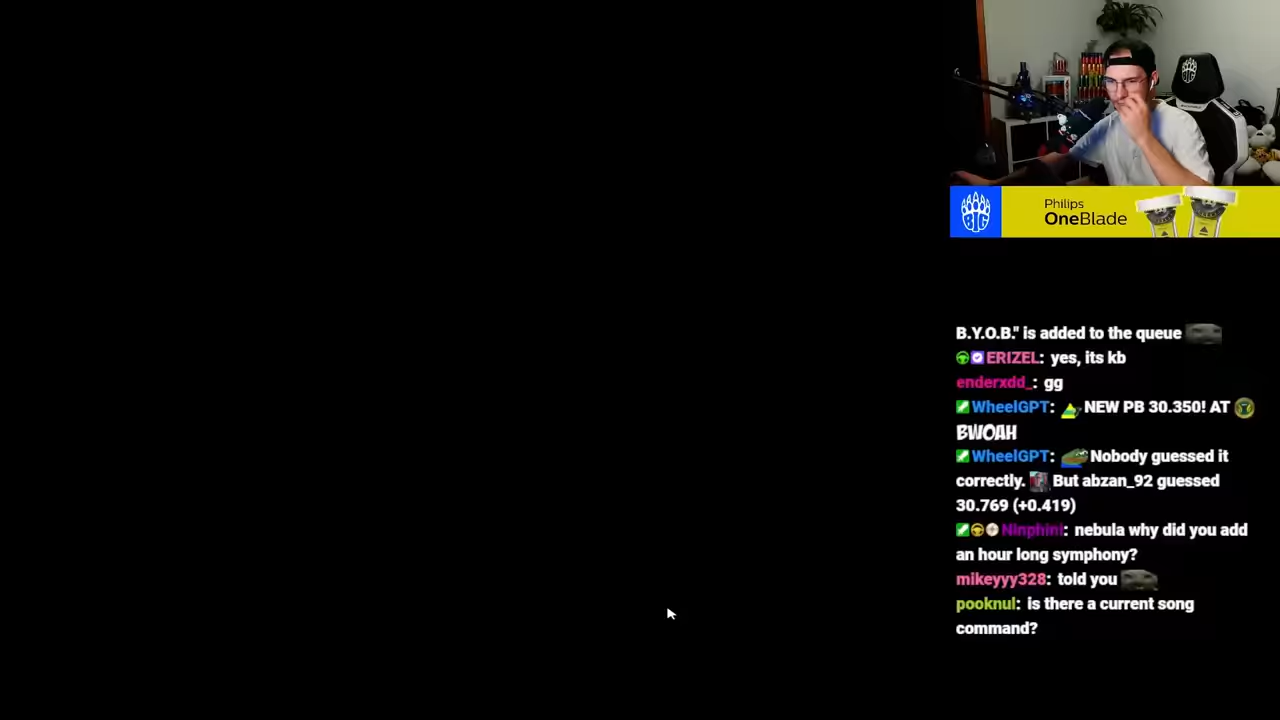 Philips
OneBlade
BIG
B.Y.O.B." is added to the queue
ERIZEL: yes, its kb
enderxdd_: gg
WheelGPT: NEW PB 30.350! AT
BWOAH
WheelGPT: Nobody guessed it
correctly. But abzan_92 guessed
30.769 (+0.419)
Ninphini: nebula why did you add
an hour long symphony?
mikeyyy328: told you
pooknul: is there a current song
command?